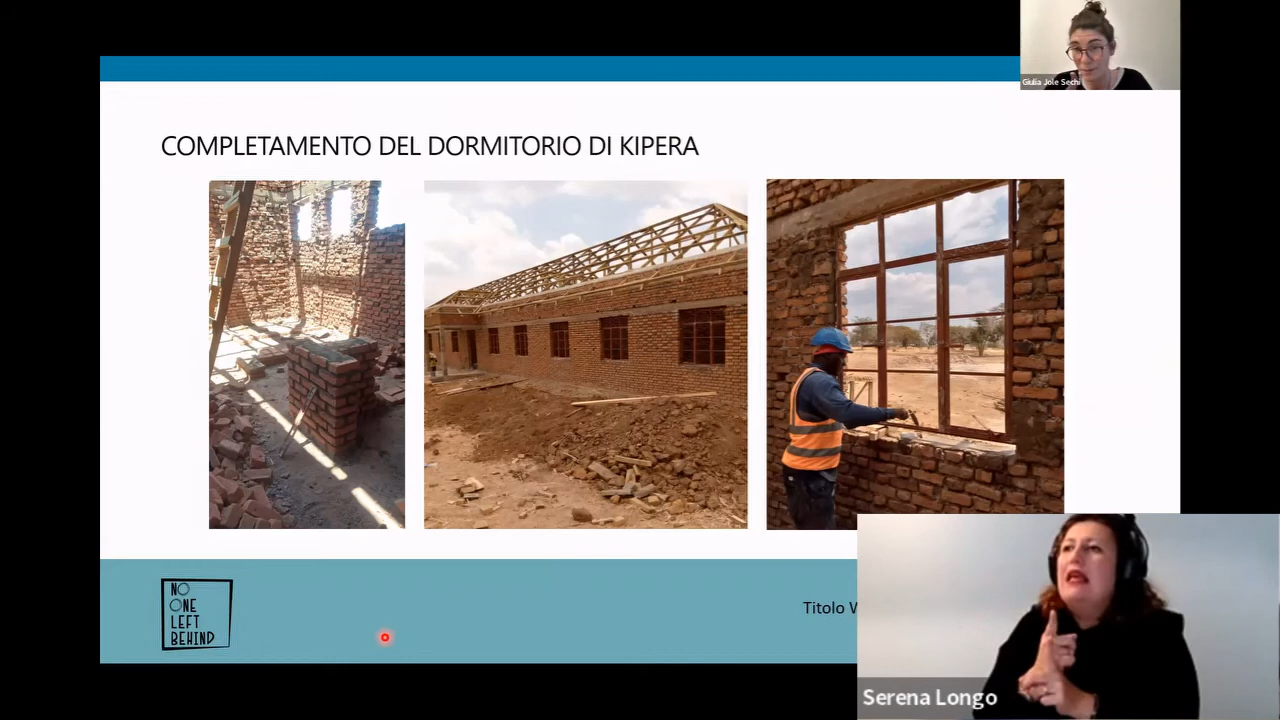 Giulia Jole Sechi
COMPLETAMENTO DEL DORMITORIO DI KIPERA
NO
ONE
LEFT
BEHIND
Titolo
Serena Longo